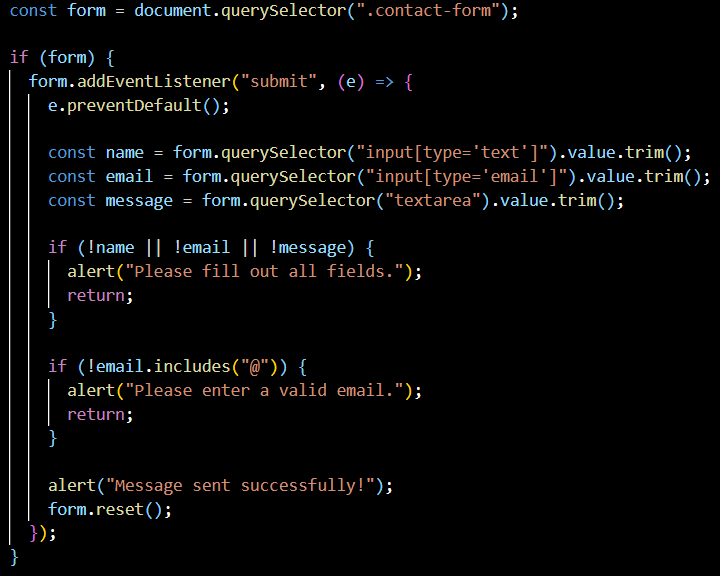 const form = document.querySelector(".contact-form");

if (form) {
  form.addEventListener("submit", (e) => {
    e.preventDefault();

    const name = form.querySelector("input[type='text']").value.trim();
    const email = form.querySelector("input[type='email']").value.trim();
    const message = form.querySelector("textarea").value.trim();

    if (!name || !email || !message) {
      alert("Please fill out all fields.");
      return;
    }

    if (!email.includes("@")) {
      alert("Please enter a valid email.");
      return;
    }

    alert("Message sent successfully!");
    form.reset();
  });
}